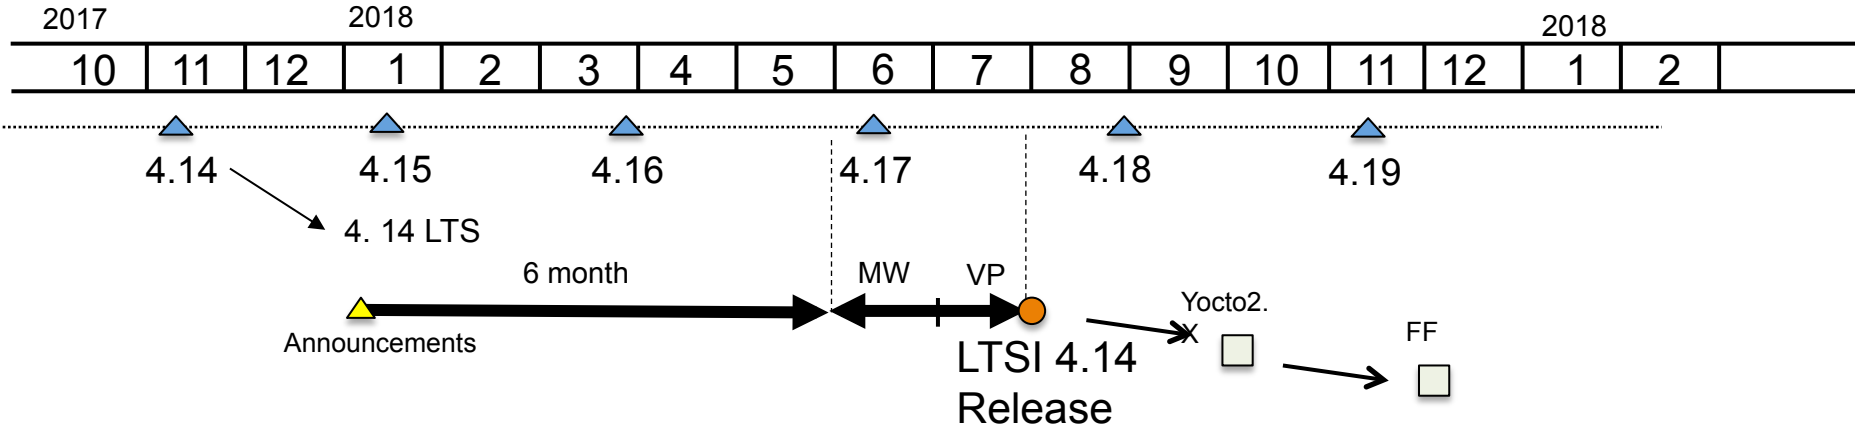 2017 2018 2018
10 11 12 1 2 3 4 5 6 7 8 9 10 11 12 1 2
4.14 4.15 4.16 4.17 4.18 4.19
4. 14 LTS
6 month MW VP
Announcements
LTSI 4.14
Release
Yocto2.
X
FF